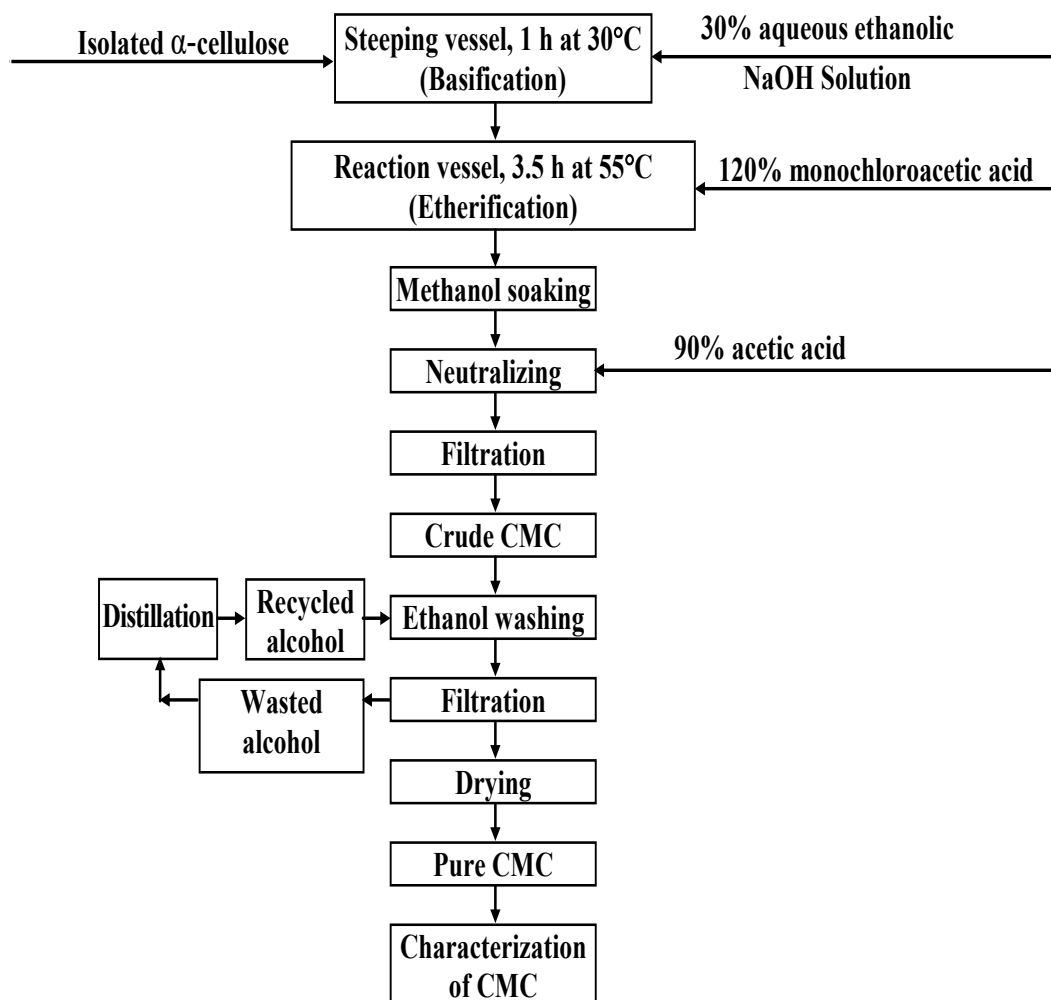 Isolated α-cellulose
Steeping vessel, 1 h at 30°C
(Basification)
30% aqueous ethanolic
NaOH Solution
Reaction vessel, 3.5 h at 55°C
(Etherification)
120% monochloroacetic acid
Methanol soaking
Neutralizing
90% acetic acid
Filtration
Crude CMC
Distillation
Recycled
alcohol
Ethanol washing
Wasted
alcohol
Filtration
Drying
Pure CMC
Characterization
of CMC